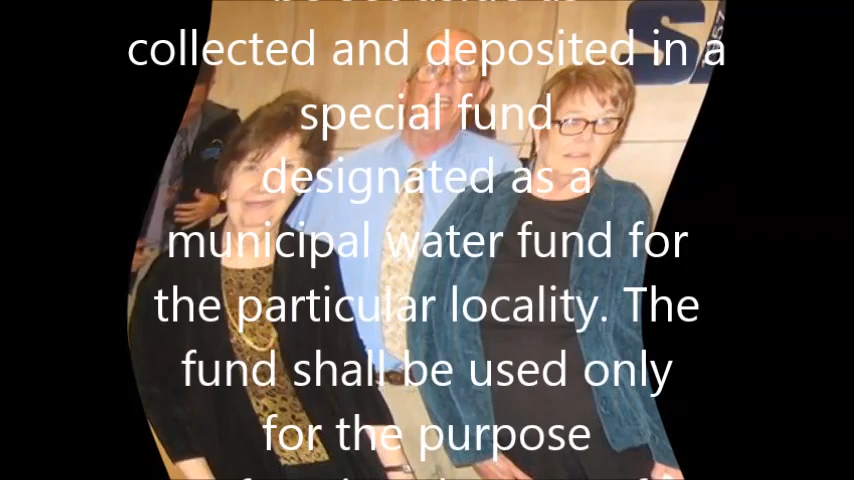 collected and deposited in a
special fund
designated as a
municipal water fund for
the particular locality. The
fund shall be used only
for the purpose